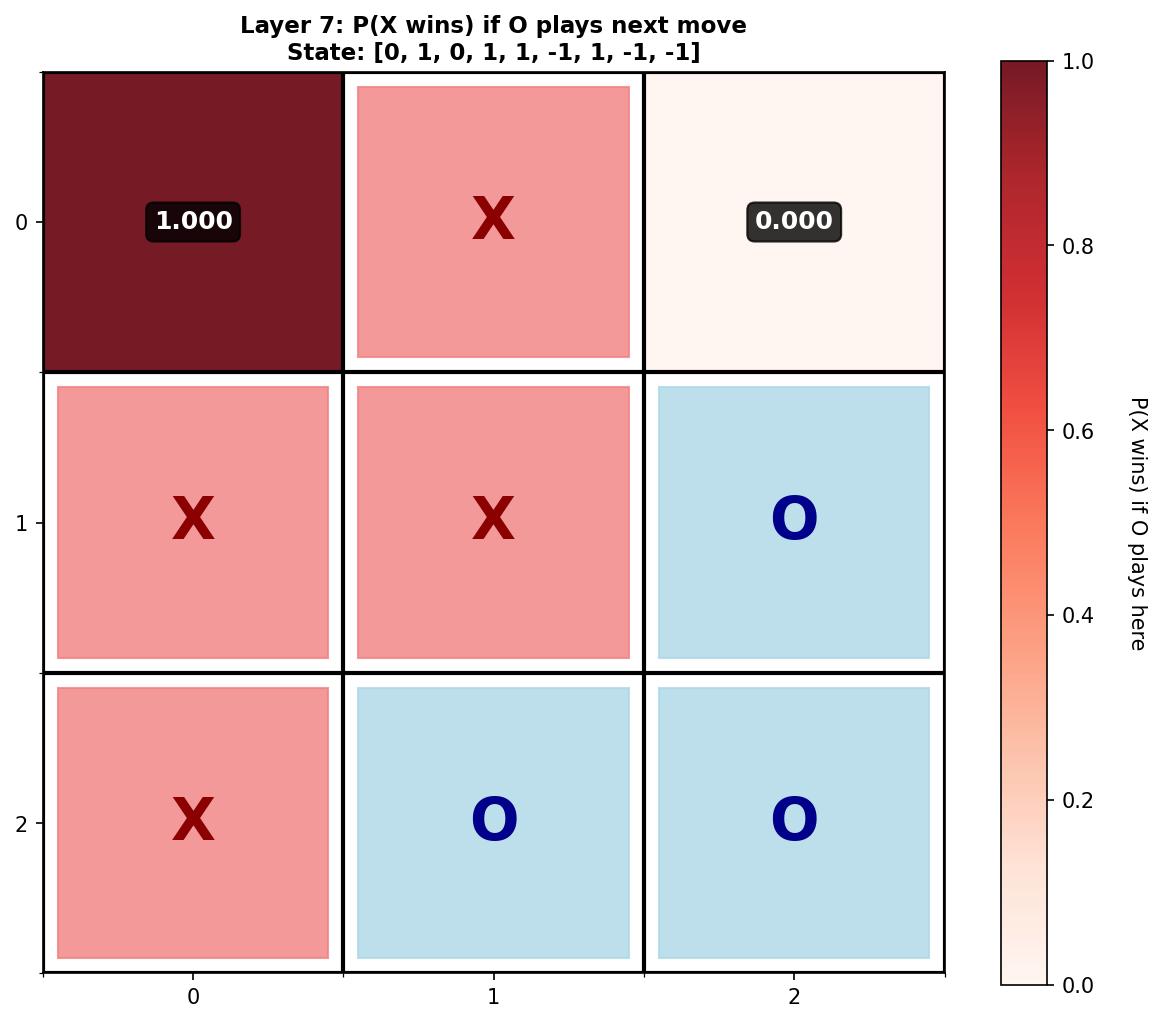 Layer 7: P(X wins) if O plays next move
State: [0, 1, 0, 1, 1, -1, 1, -1, -1]
1.000
X
0.000
X
X
O
X
O
O
0
1
2
0
1
2
1.0
0.8
0.6
0.4
0.2
0.0
P(X wins) if O plays here